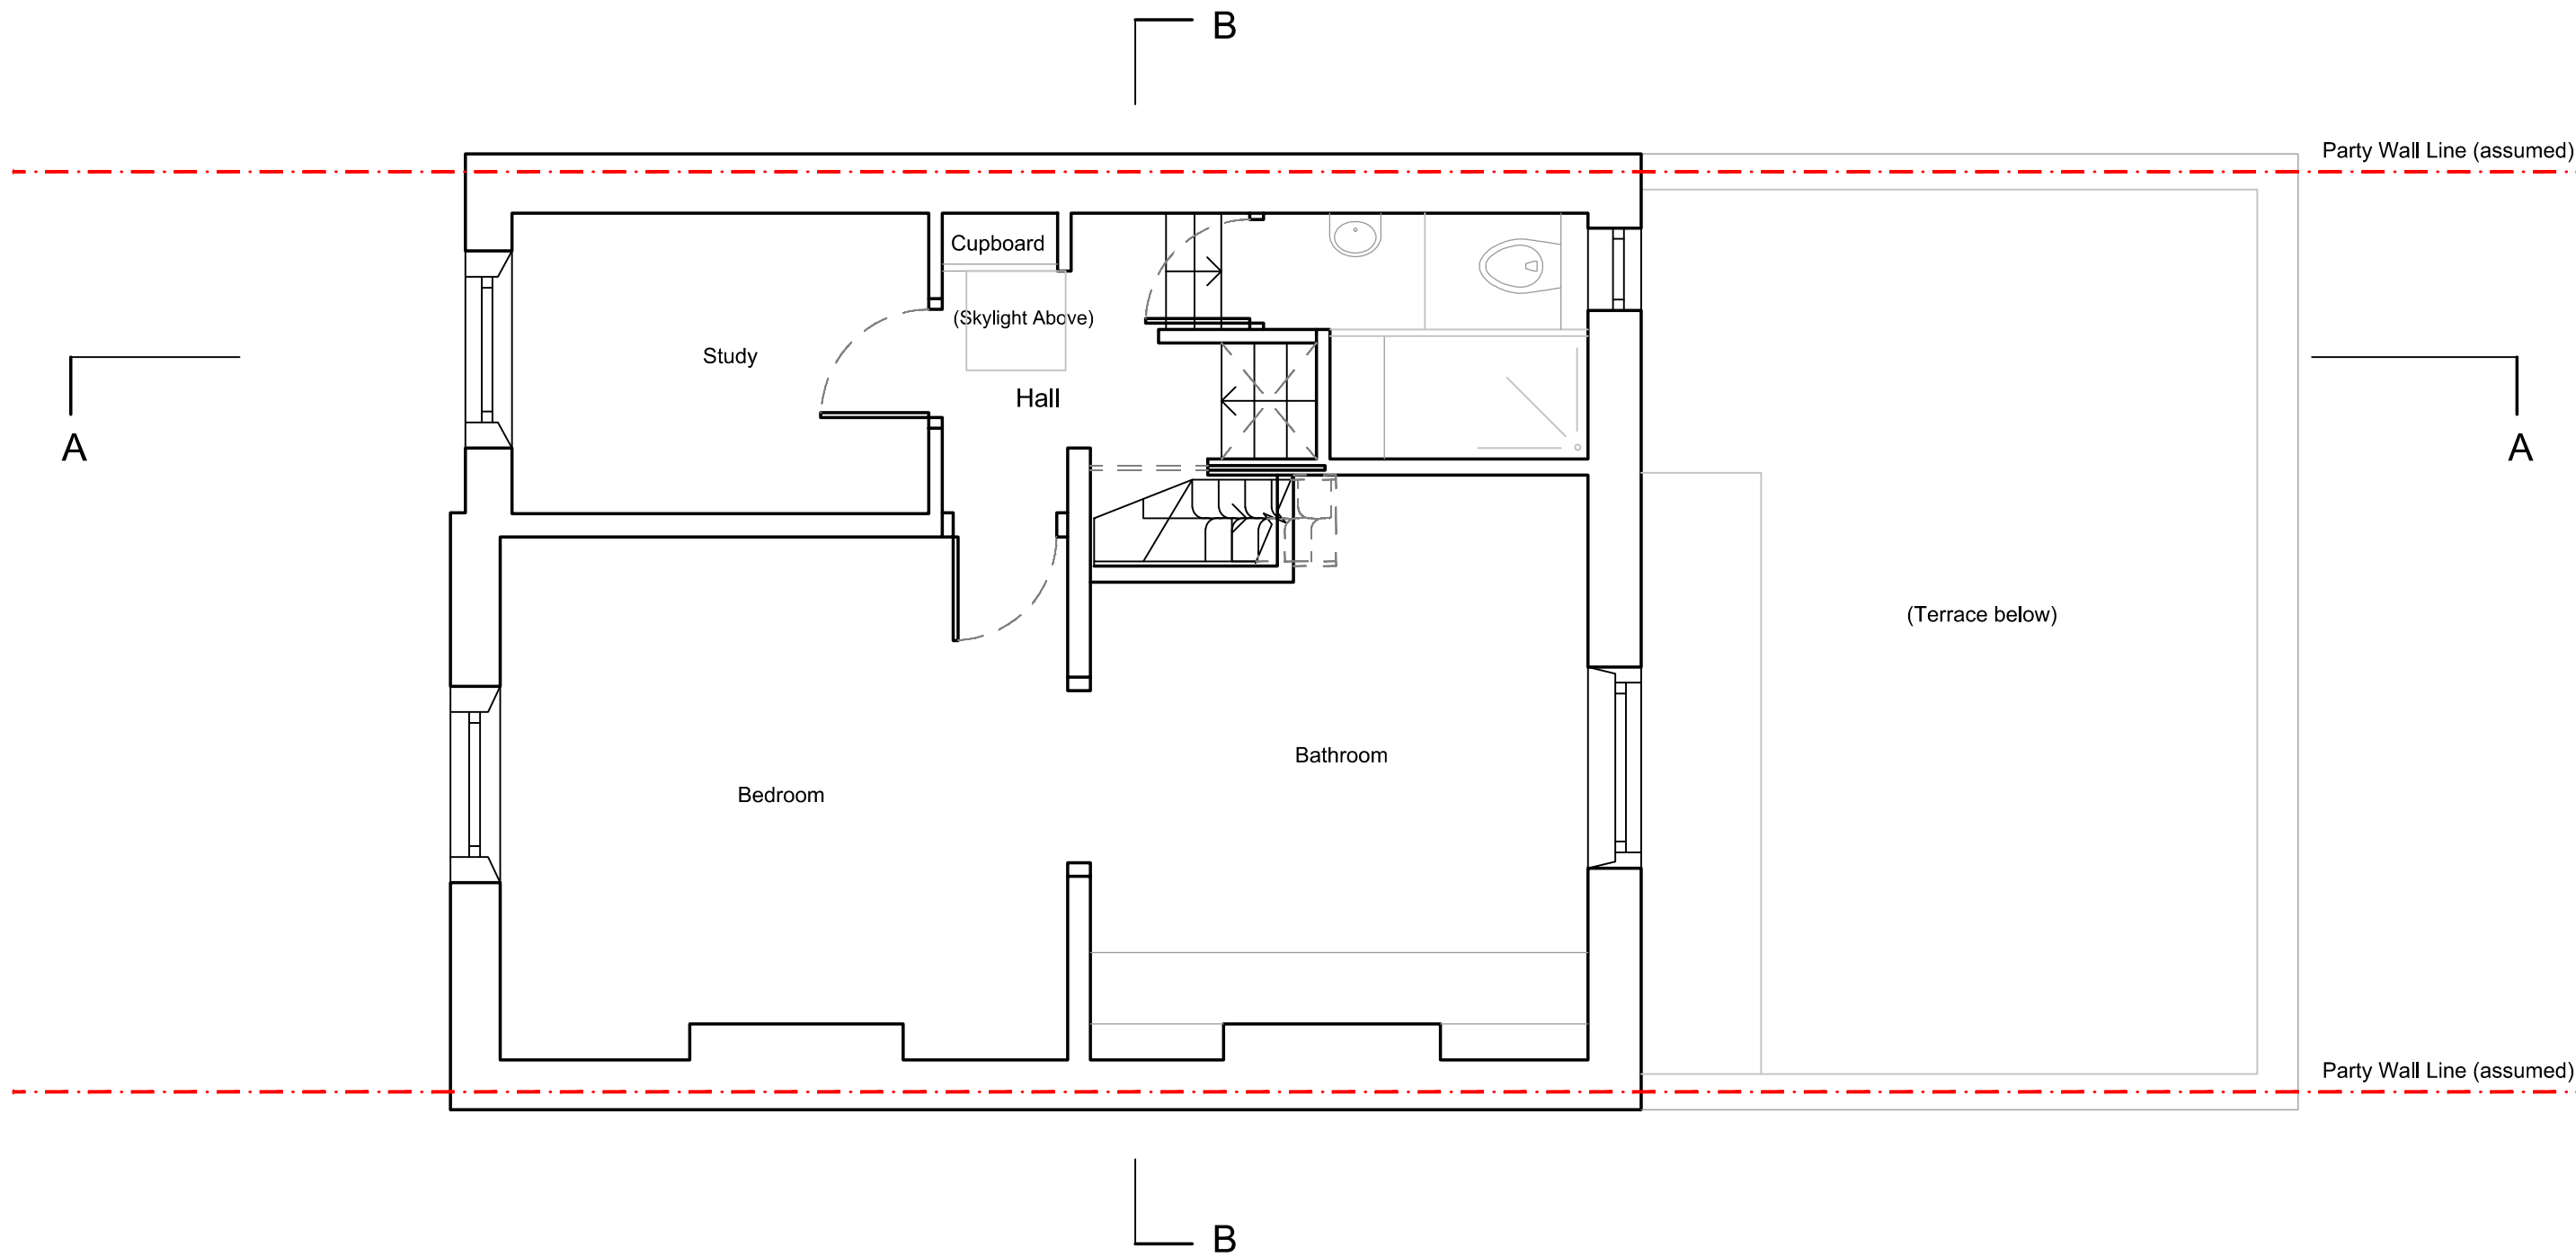 B
Party Wall Line (assumed)
Cupboard
(Skylight Above)
Study
Hall
A
A
(Terrace below)
Bathroom
Bedroom
Party Wall Line (assumed)
B